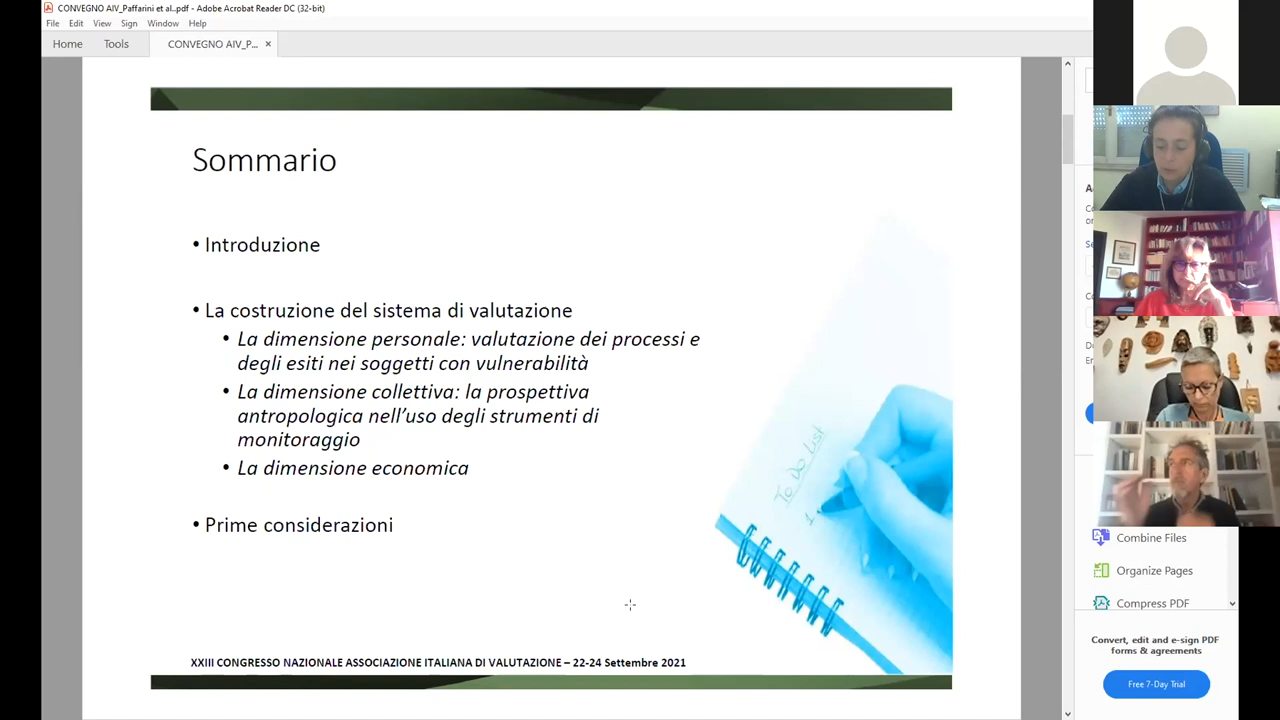 CONVEGNO AIV_Paffarini et al..pdf - Adobe Acrobat Reader DC (32-bit)
File Edit View Sign Window Help
Home Tools CONVEGNO AIV_P... ×
Sommario
• Introduzione
• La costruzione del sistema di valutazione
• La dimensione personale: valutazione dei processi e
degli esiti nei soggetti con vulnerabilità
• La dimensione collettiva: la prospettiva
antropologica nell’uso degli strumenti di
monitoraggio
• La dimensione economica
• Prime considerazioni
To Do List
1
XXIII CONGRESSO NAZIONALE ASSOCIAZIONE ITALIANA DI VALUTAZIONE – 22-24 Settembre 2021
Combine Files
Organize Pages
Compress PDF
Convert, edit and e-sign PDF
forms & agreements
Free 7-Day Trial